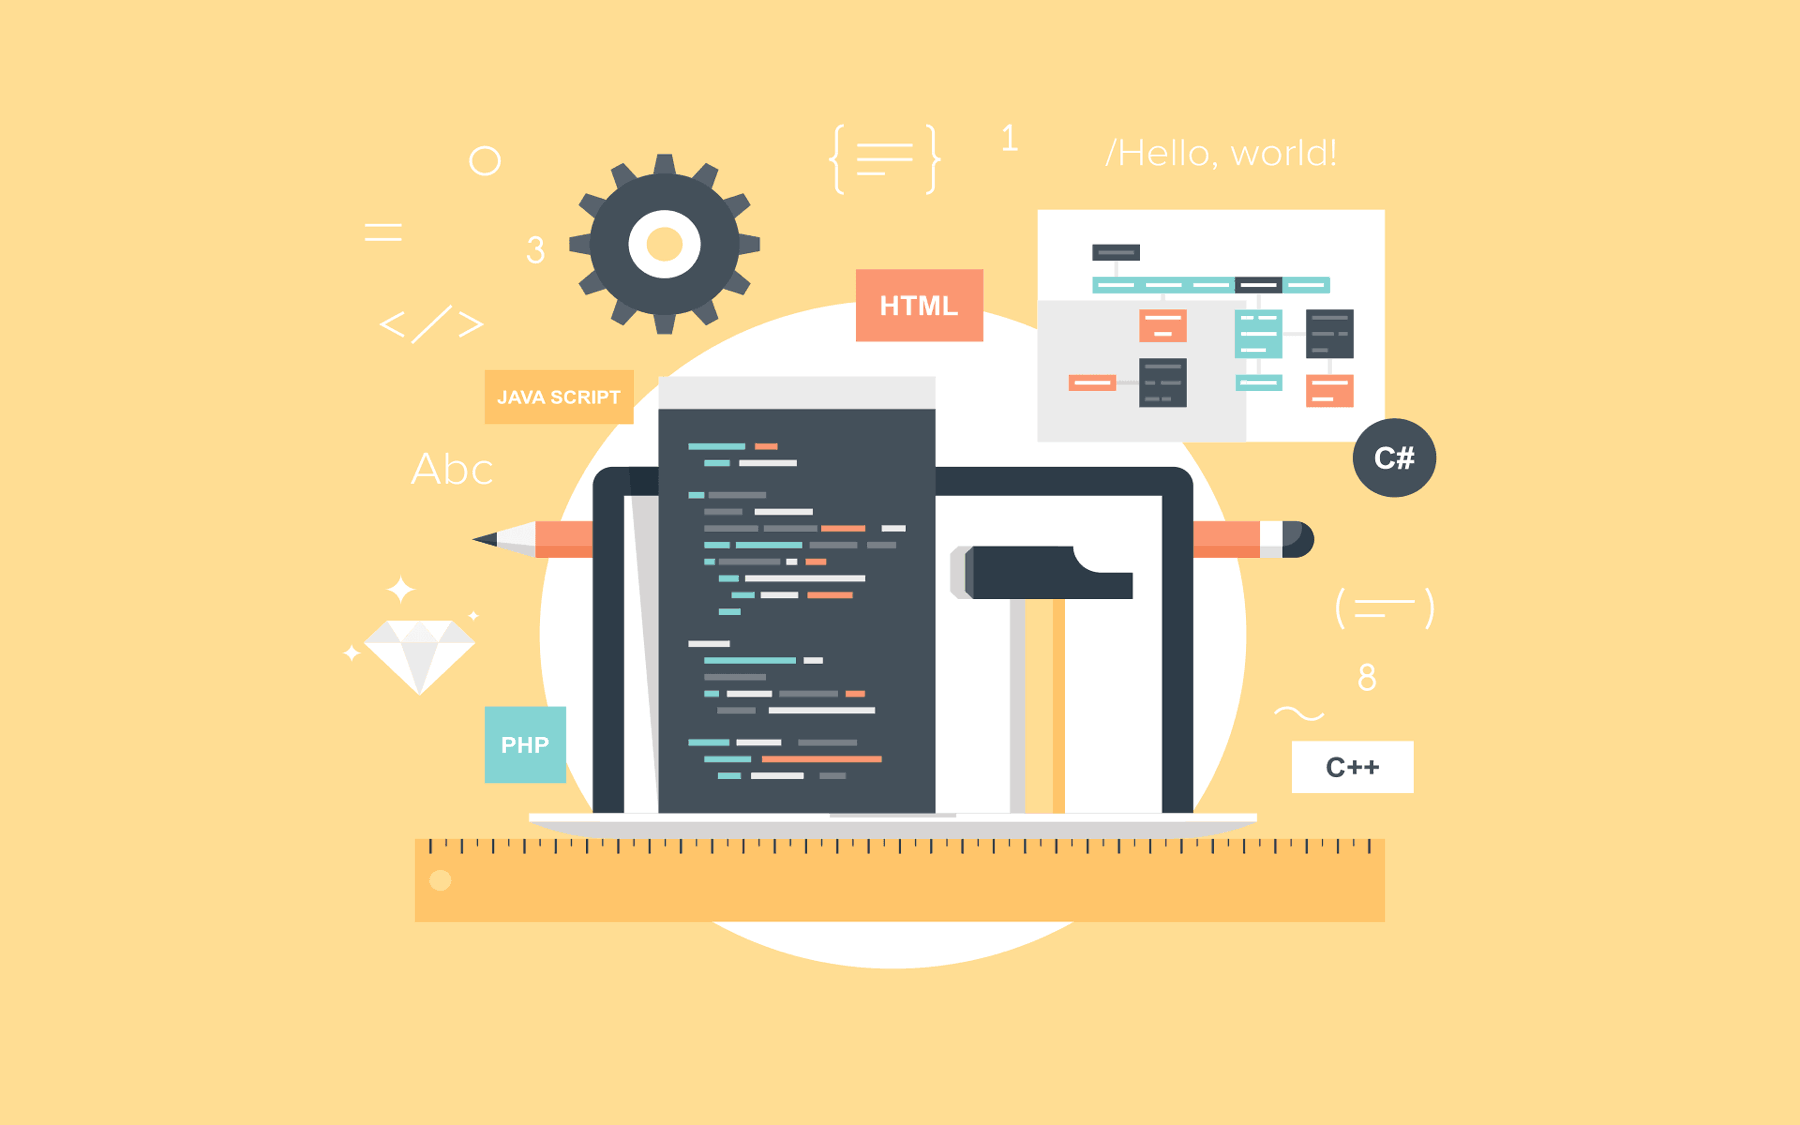 1
/Hello, world!
3
HTML
JAVA SCRIPT
C#
Abc
8
PHP
C++